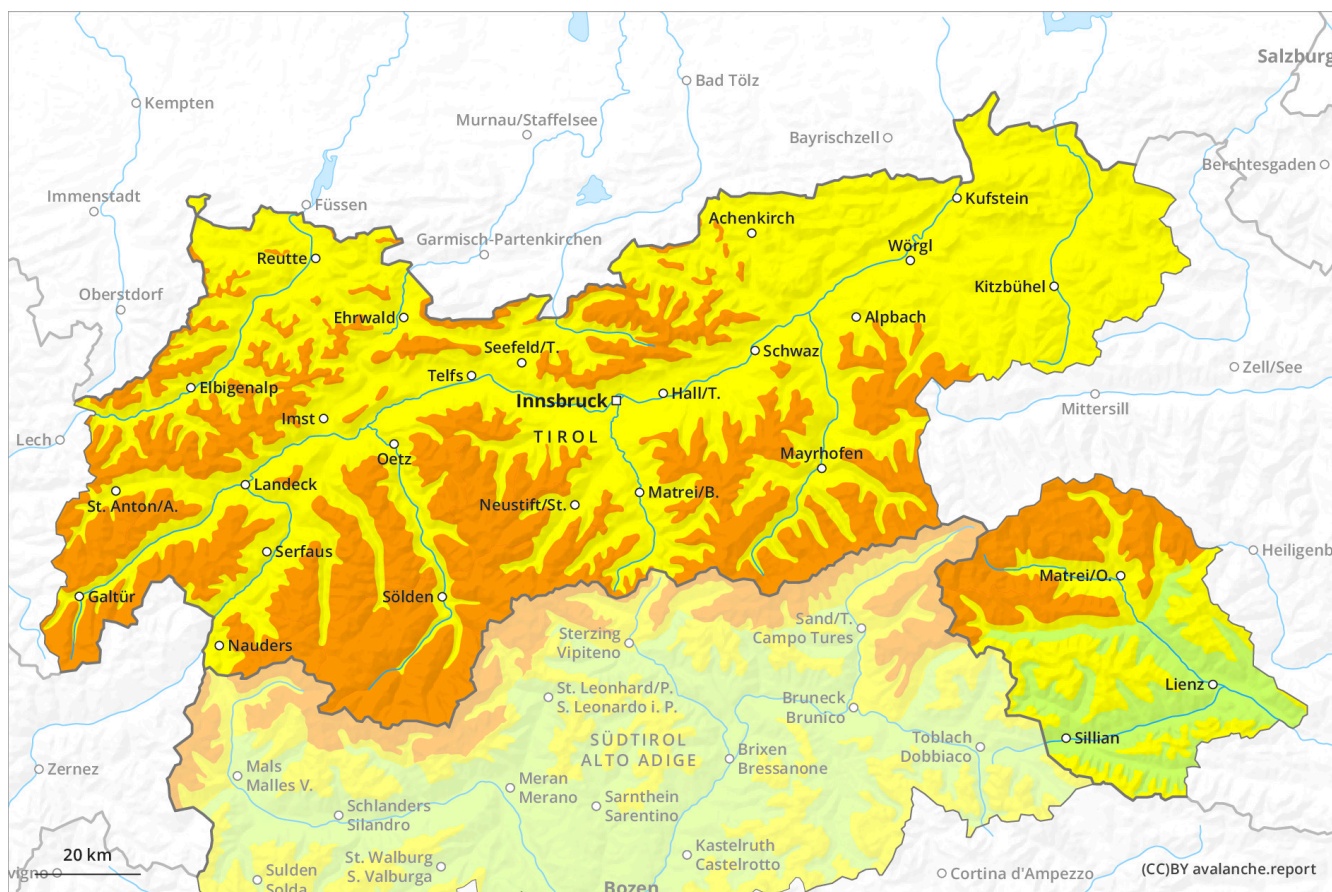 Salzburg
Bad Tölz
Kempten
Murnau/Staffelsee
Bayrischzell
Berchtesgaden
Immenstadt
Füssen
Kufstein
Achenkirch
Garmisch-Partenkirchen
Wörgl
Reutte
Kitzbühel
Oberstdorf
Ehrwald
Alpbach
Seefeld/T.
Schwaz
Zell/See
Telfs
Elbigenalp
Hall/T.
Innsbruck
Mittersill
Imst
Lech
TIROL
Oetz
Mayrhofen
Landeck
Matrei/B.
St. Anton/A.
Neustift/St.
Serfaus
Heiligenb
Matrei/O.
Galtür
Sölden
Sand/T.
Campo Tures
Sterzing
Vipiteno
Nauders
Lienz
St. Leonhard/P.
S. Leonardo i. P.
Bruneck
Brunico
SÜDTIROL
ALTO ADIGE
Toblach
Dobbiaco
Sillian
Brixen
Bressanone
Zernez
Mals
Malles V.
Meran
Merano
Sarnthein
Sarentino
Schlanders
Silandro
Kastelruth
Castelrotto
20 km
St. Walburg
S. Valburga
vigno
Sulden
Solda
Bozen
Cortina d'Ampezzo
(CC)BY avalanche.report